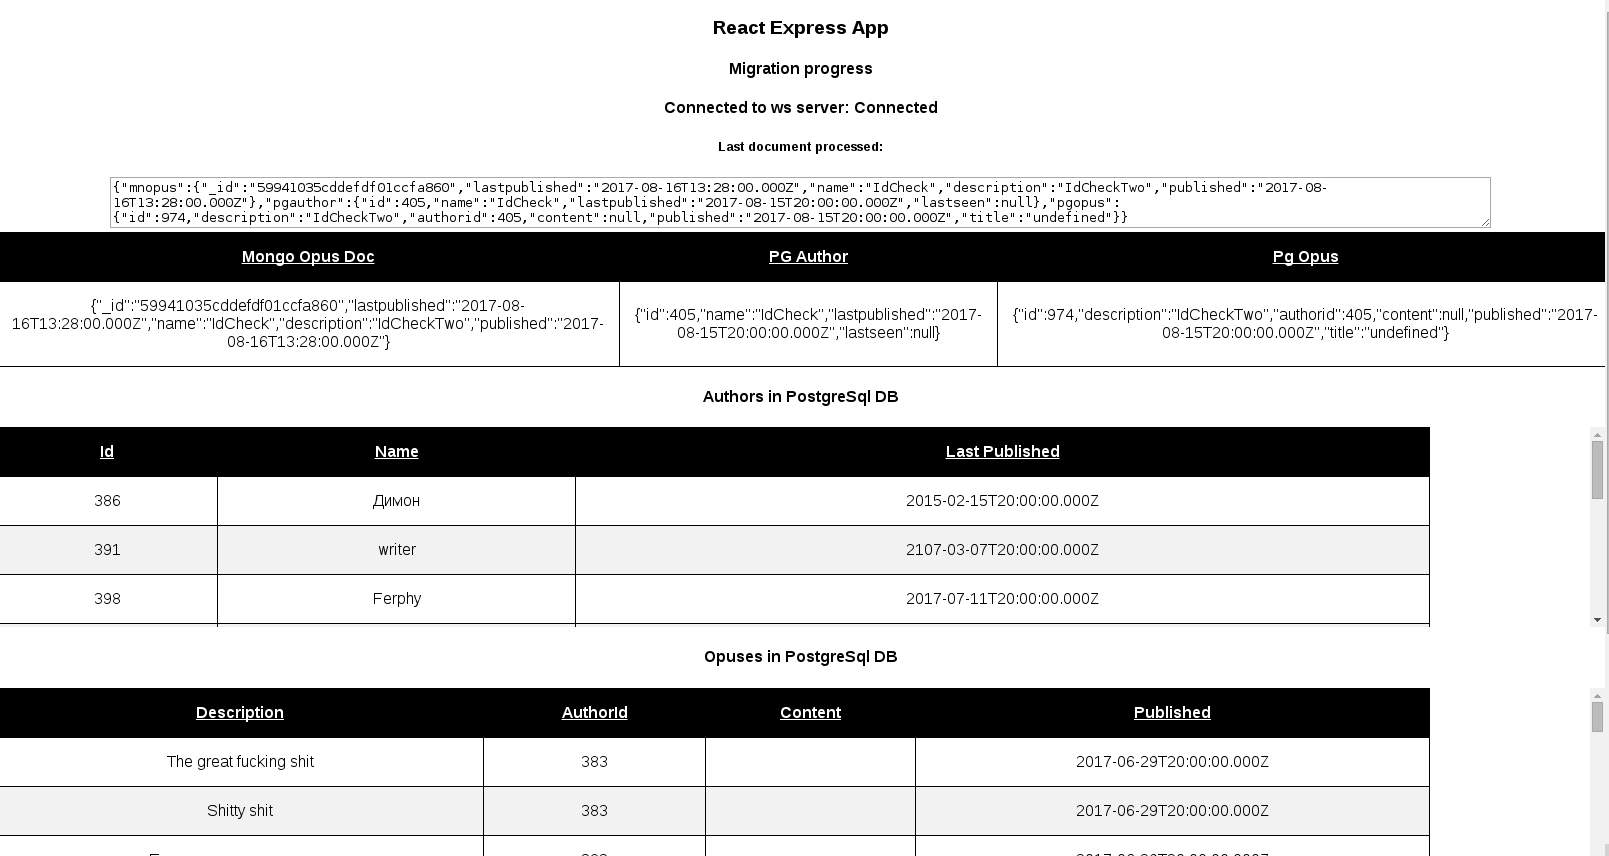 React Express App
Migration progress
Connected to ws server: Connected
Last document processed:
{"mnopus":{"_id":"59941035cddefdf01ccfa860","lastpublished":"2017-08-16T13:28:00.000Z","name":"IdCheck","description":"IdCheckTwo","published":"2017-08-
16T13:28:00.000Z"},"pgauthor":{"id":405,"name":"IdCheck","lastpublished":"2017-08-15T20:00:00.000Z","lastseen":null},"pgopus":
{"id":974,"description":"IdCheckTwo","authorid":405,"content":null,"published":"2017-08-15T20:00:00.000Z","title":"undefined"}}
Mongo Opus Doc PG Author Pg Opus
{"_id":"59941035cddefdf01ccfa860","lastpublished":"2017-08-
16T13:28:00.000Z","name":"IdCheck","description":"IdCheckTwo","published":"2017-
08-16T13:28:00.000Z"}
{"id":405,"name":"IdCheck","lastpublished":"2017-
08-15T20:00:00.000Z","lastseen":null}
{"id":974,"description":"IdCheckTwo","authorid":405,"content":null,"published":"2017-
08-15T20:00:00.000Z","title":"undefined"}
Authors in PostgreSql DB
Id Name Last Published
386 Димон 2015-02-15T20:00:00.000Z
391 writer 2107-03-07T20:00:00.000Z
398 Ferphy 2017-07-11T20:00:00.000Z
Opuses in PostgreSql DB
Description AuthorId Content Published
The great fucking shit 383 2017-06-29T20:00:00.000Z
Shitty shit 383 2017-06-29T20:00:00.000Z